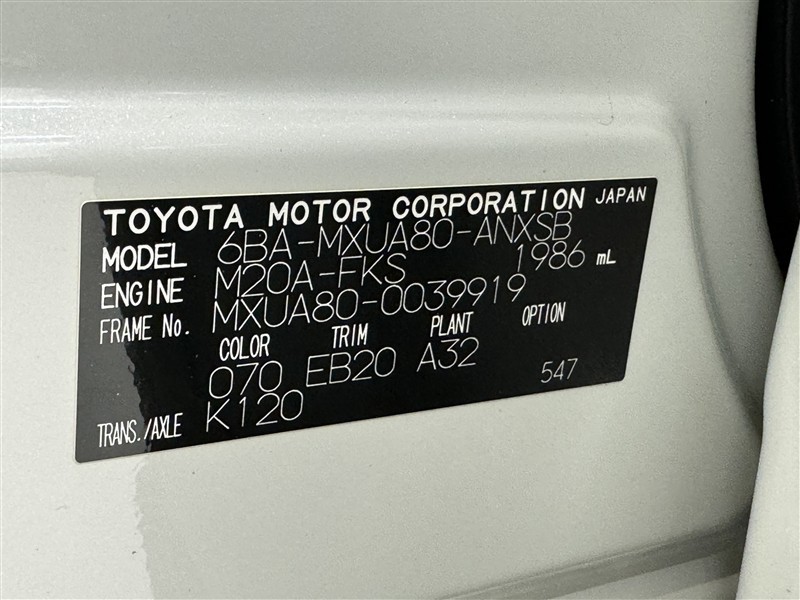 TOYOTA MOTOR CORPORATION JAPAN
MODEL 6BA-MXUA80-ANXSB
ENGINE M20A-FKS 1986 mL
FRAME No. MXUA80-0039919
COLOR TRIM PLANT OPTION
070 EB20 A32 547
TRANS./AXLE K120